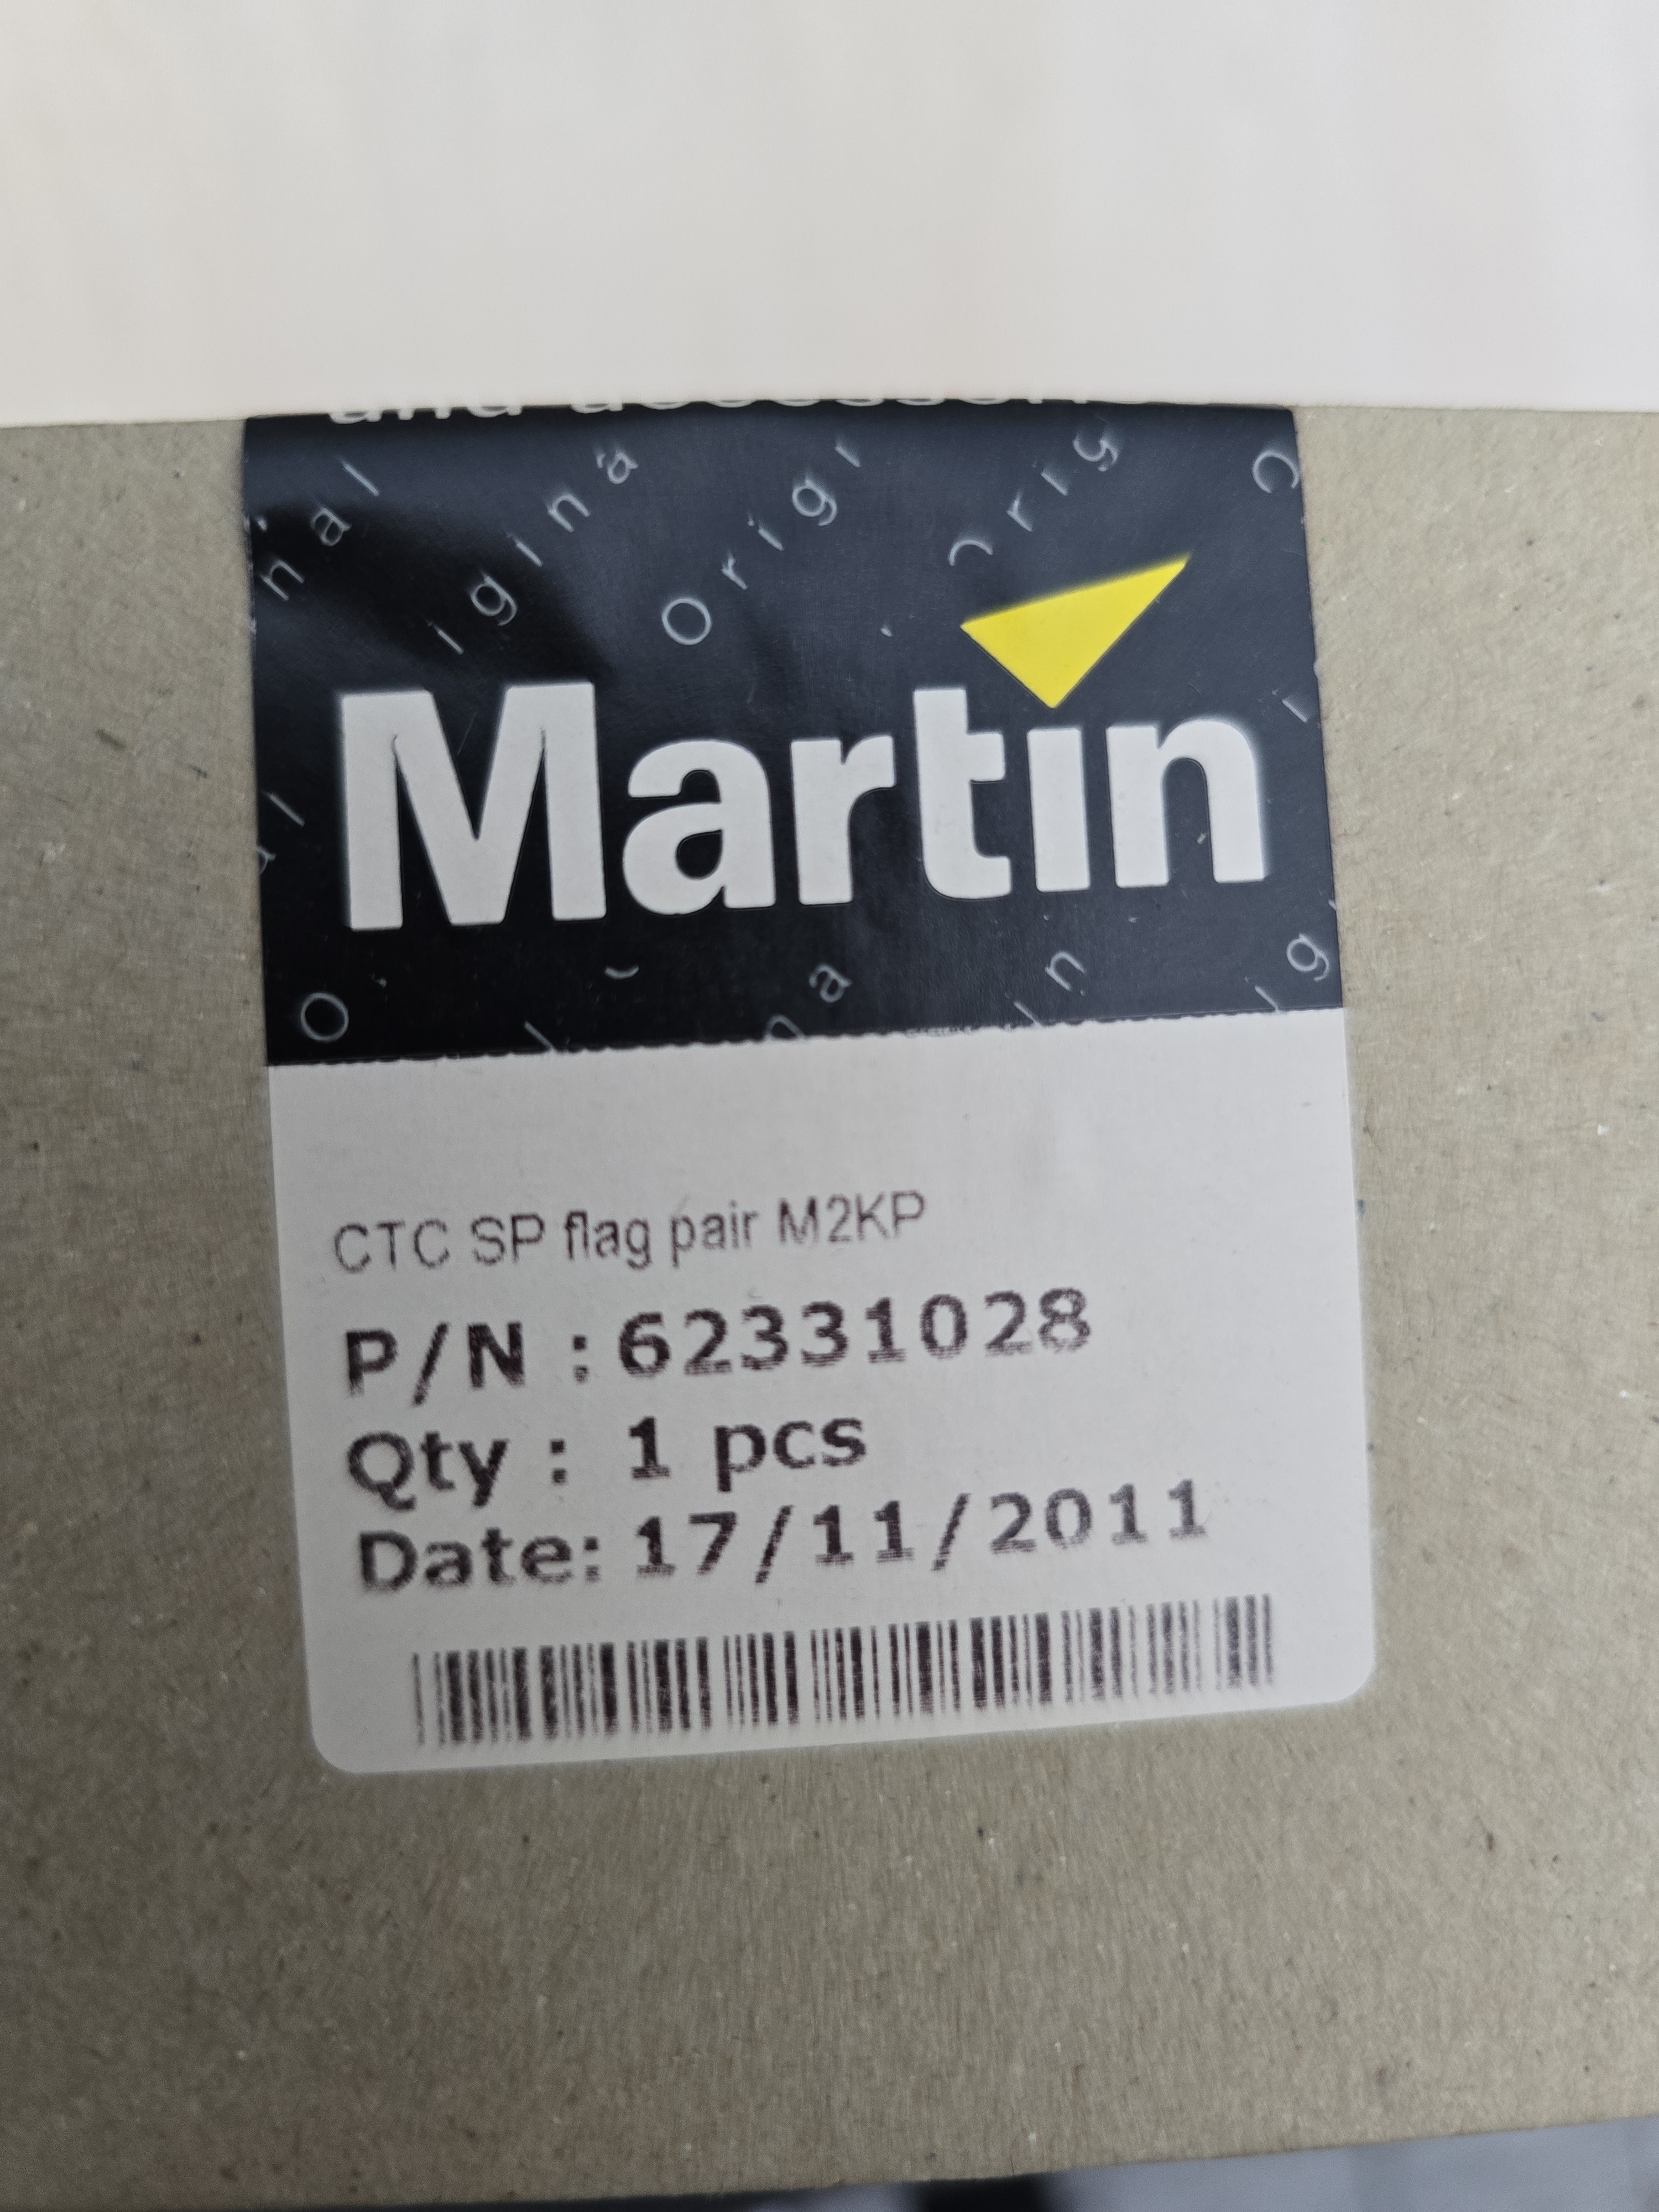 Martin
CTC SP flag pair M2KP
P/N : 62331028
Qty : 1 pcs
Date: 17/11/2011